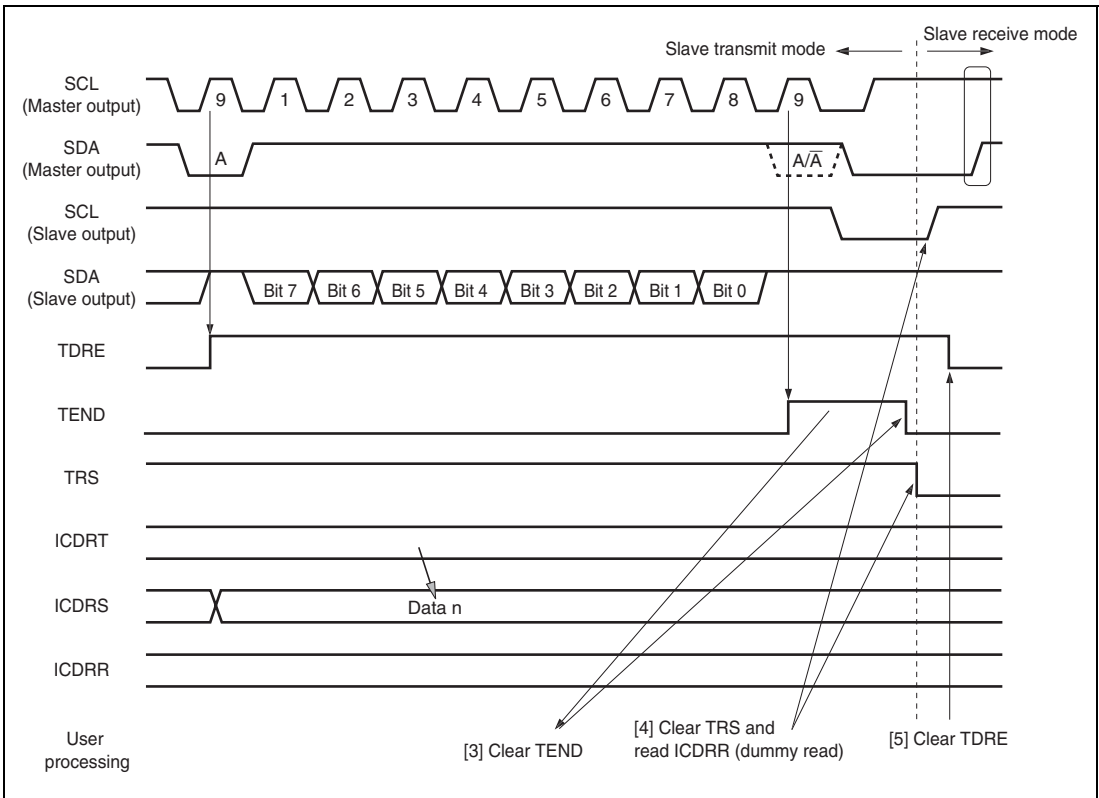 Slave transmit mode
Slave receive mode
SCL
(Master output)
9 1 2 3 4 5 6 7 8 9
SDA
(Master output)
A
A/A̅
SCL
(Slave output)
SDA
(Slave output)
Bit 7 Bit 6 Bit 5 Bit 4 Bit 3 Bit 2 Bit 1 Bit 0
TDRE
TEND
TRS
ICDRT
ICDRS
Data n
ICDRR
User
processing
[3] Clear TEND
[4] Clear TRS and
read ICDRR (dummy read)
[5] Clear TDRE